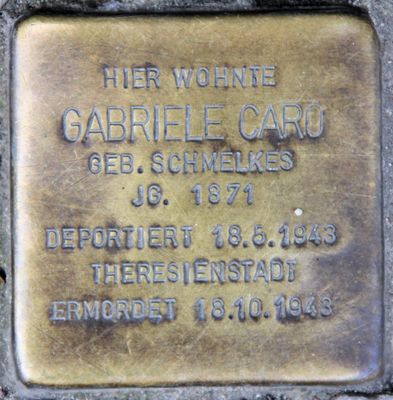 HIER WOHNTE
GABRIELE CARO
GEB. SCHMELKES
JG. 1871
DEPORTIERT 18.5.1943
THERESIENSTADT
ERMORDET 18.10.1943